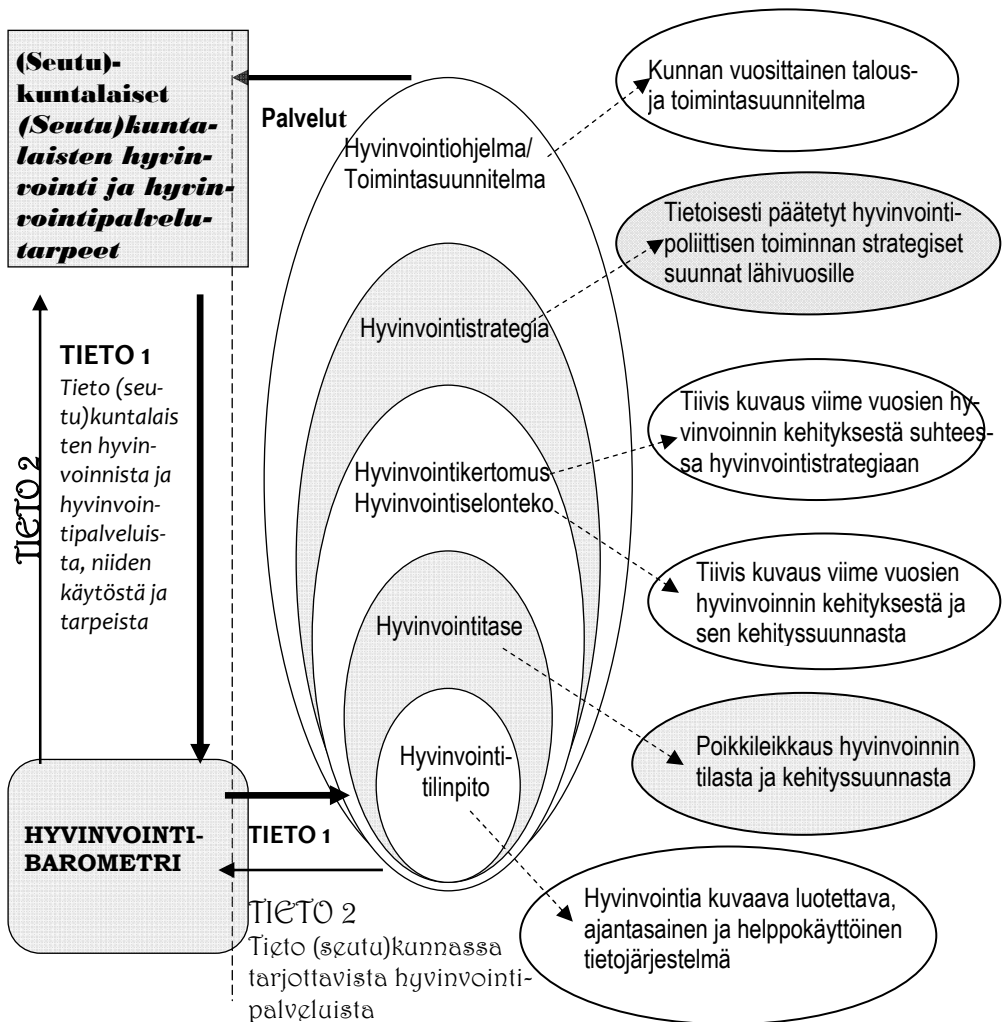 (Seutu)-
kuntalaiset
(Seutu)kunta-
laisten hyvin-
vointi ja hyvin-
vointipalvelu-
tarpeet
TIETO 2
TIETO 1
Tieto (seu-
tu)kuntalais
ten hyvin-
voinnista ja
hyvinvoin-
tipalveluis-
ta, niiden
käytöstä ja
tarpeista
HYVINVOINTI-
BAROMETRI
TIETO 1
TIETO 2
Tieto (seutu)kunnassa
tarjottavista hyvinvointi-
palveluista
Palvelut
Hyvinvointiohjelma/
Toimintasuunnitelma
Hyvinvointistrategia
Hyvinvointikertomus
Hyvinvointiselonteko
Hyvinvointitase
Hyvinvointi-
tilinpito
Kunnan vuosittainen talous-
ja toimintasuunnitelma
Tietoisesti päätetyt hyvinvointi-
poliittisen toiminnan strategiset
suunnat lähivuosille
Tiivis kuvaus viime vuosien hy-
vinvoinnin kehityksestä suhtees-
sa hyvinvointistrategiaan
Tiivis kuvaus viime vuosien
hyvinvoinnin kehityksestä ja
sen kehityssuunnasta
Poikkileikkaus hyvinvoinnin
tilasta ja kehityssuunnasta
Hyvinvointia kuvaava luotettava,
ajantasainen ja helppokäyttöinen
tietojärjestelmä